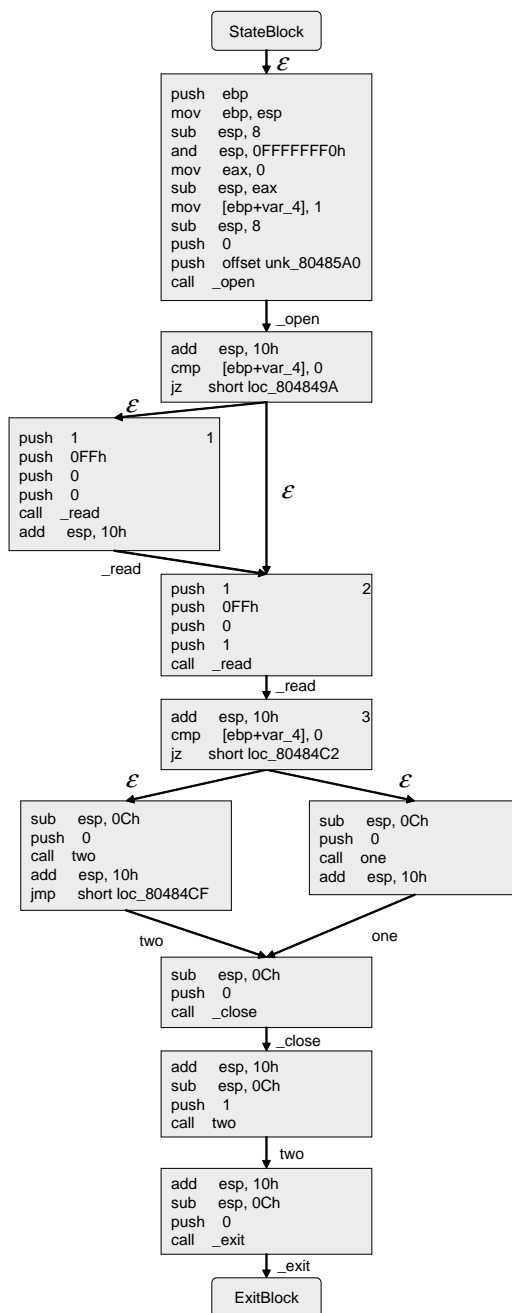 StateBlock
ε
push ebp
mov ebp, esp
sub esp, 8
and esp, 0FFFFFFF0h
mov eax, 0
sub esp, eax
mov [ebp+var_4], 1
sub esp, 8
push 0
push offset unk_80485A0
call _open
_open
add esp, 10h
cmp [ebp+var_4], 0
jz short loc_804849A
ε
push 1 1
push 0FFh
push 0
push 0
call _read
add esp, 10h
ε
_read
push 1 2
push 0FFh
push 0
push 1
call _read
_read
add esp, 10h 3
cmp [ebp+var_4], 0
jz short loc_80484C2
ε ε
sub esp, 0Ch
push 0
call two
add esp, 10h
jmp short loc_80484CF
sub esp, 0Ch
push 0
call one
add esp, 10h
two one
sub esp, 0Ch
push 0
call _close
_close
add esp, 10h
sub esp, 0Ch
push 1
call two
two
add esp, 10h
sub esp, 0Ch
push 0
call _exit
_exit
ExitBlock